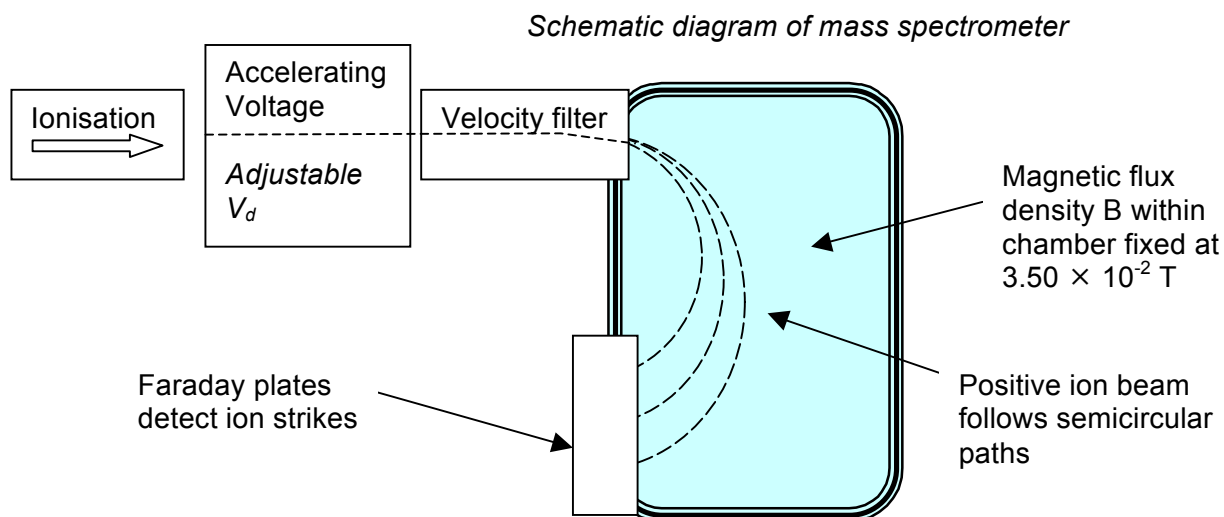 Schematic diagram of mass spectrometer
Ionisation
Accelerating
Voltage
Adjustable
V_d
Velocity filter
Magnetic flux
density B within
chamber fixed at
3.50 × 10⁻² T
Faraday plates
detect ion strikes
Positive ion beam
follows semicircular
paths